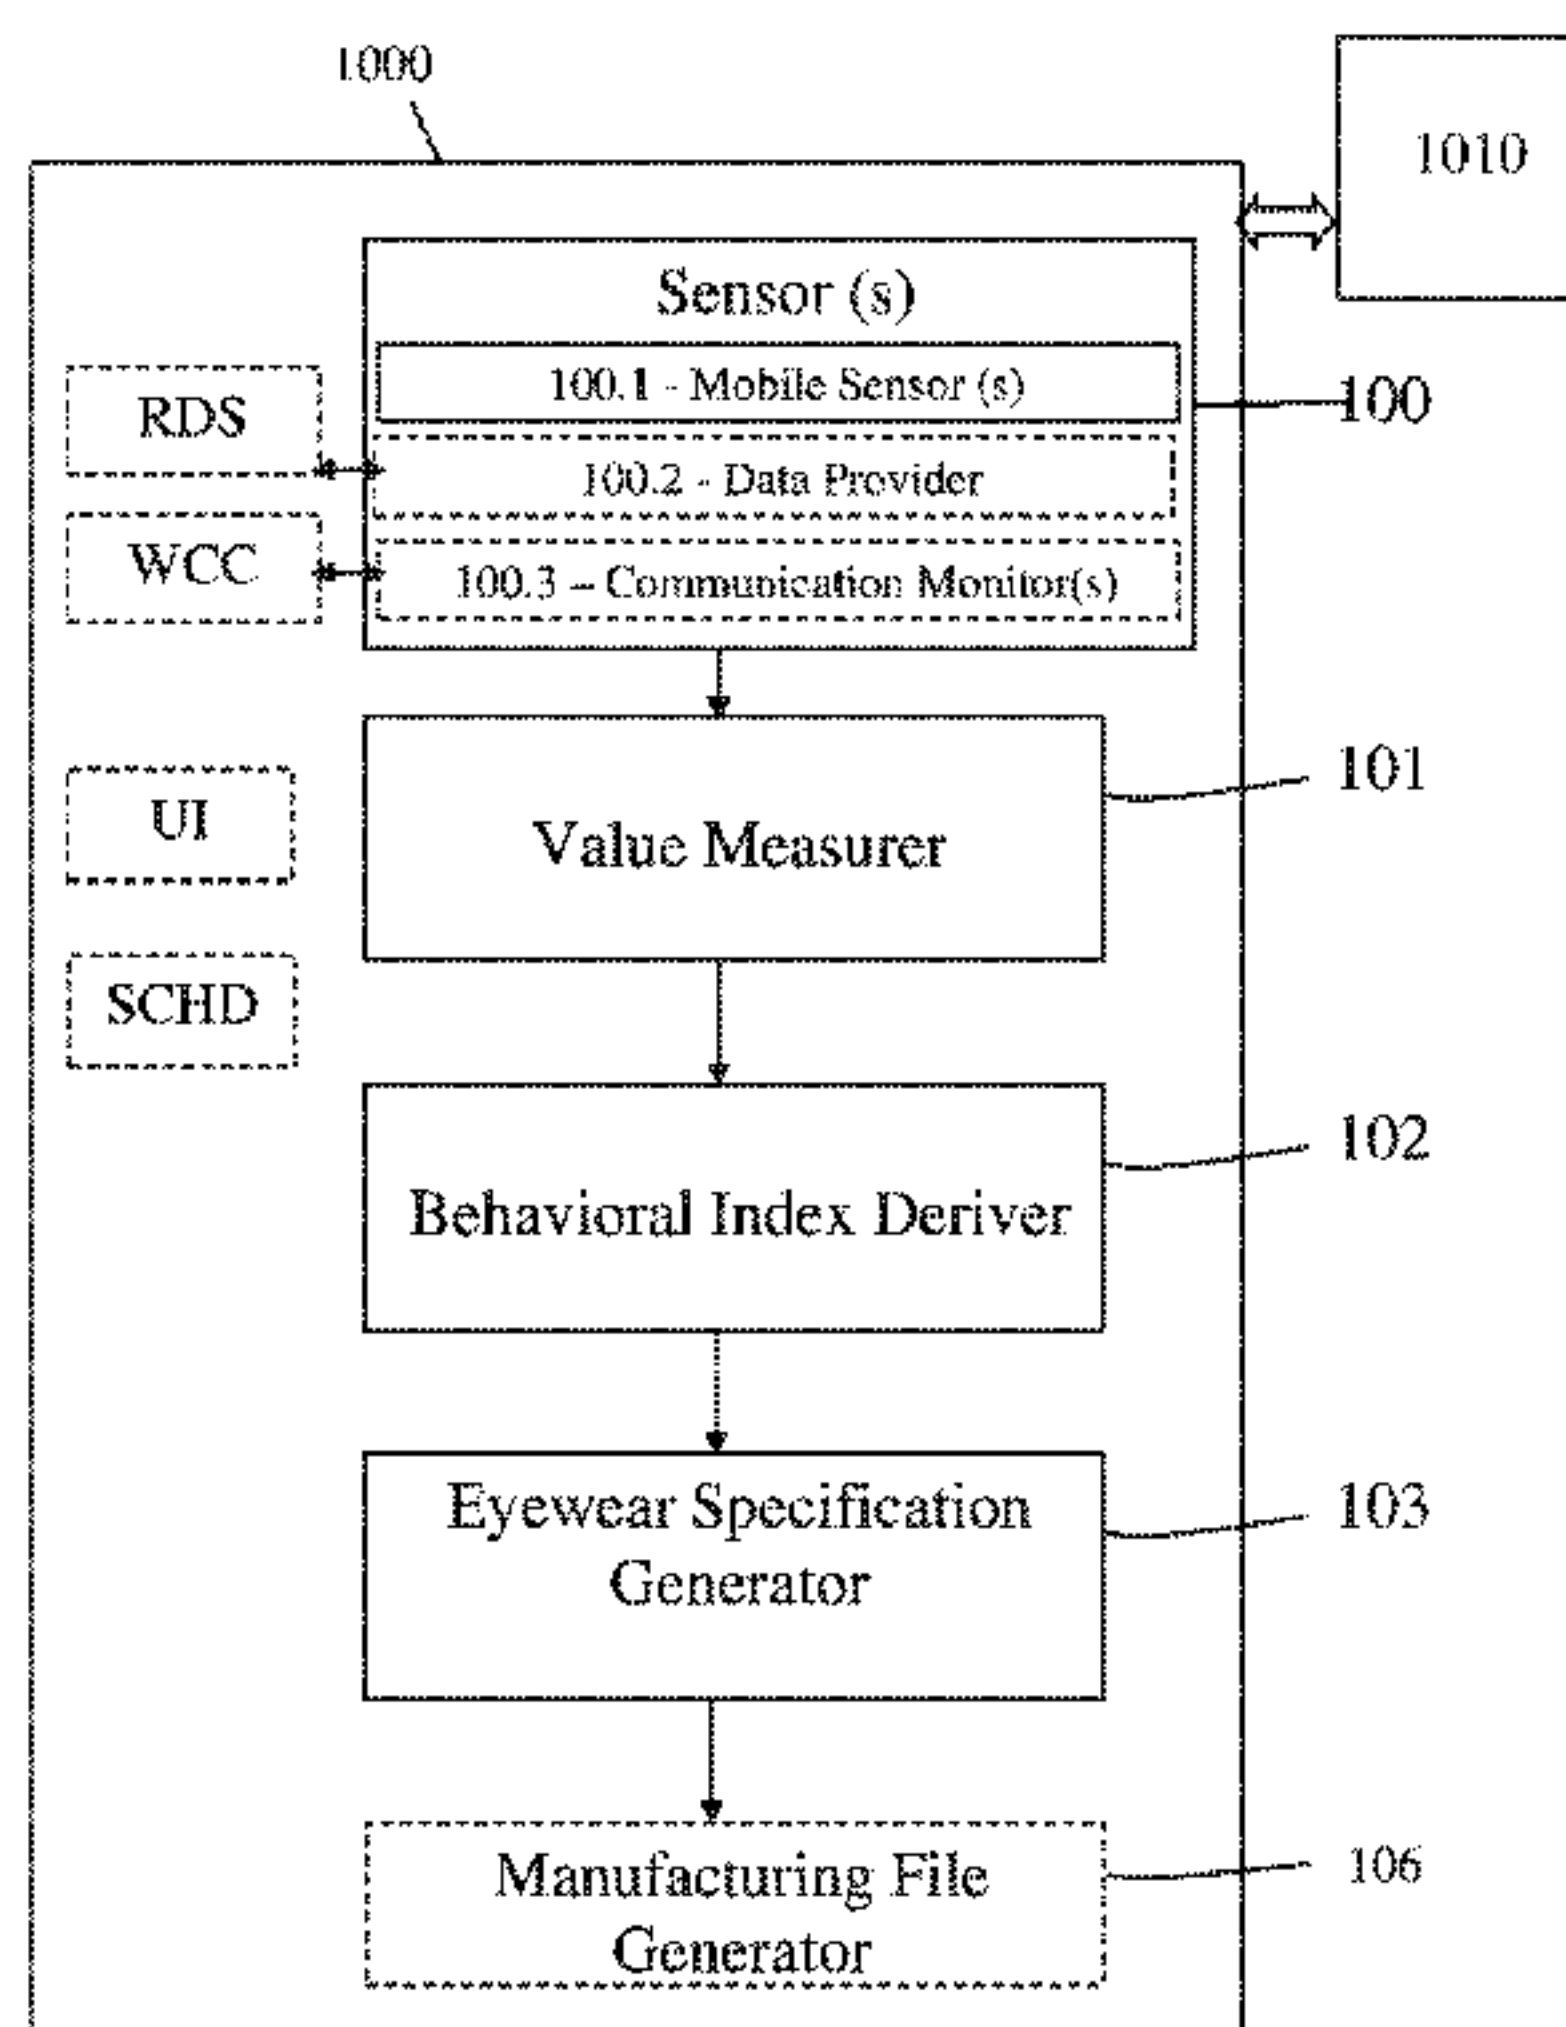 1000
1010
Sensor (s)
100.1 - Mobile Sensor (s)
100
RDS
100.2 - Data Provider
WCC
100.3 – Communication Monitor(s)
101
UI
Value Measurer
SCHD
102
Behavioral Index Deriver
103
Eyewear Specification
Generator
106
Manufacturing File
Generator